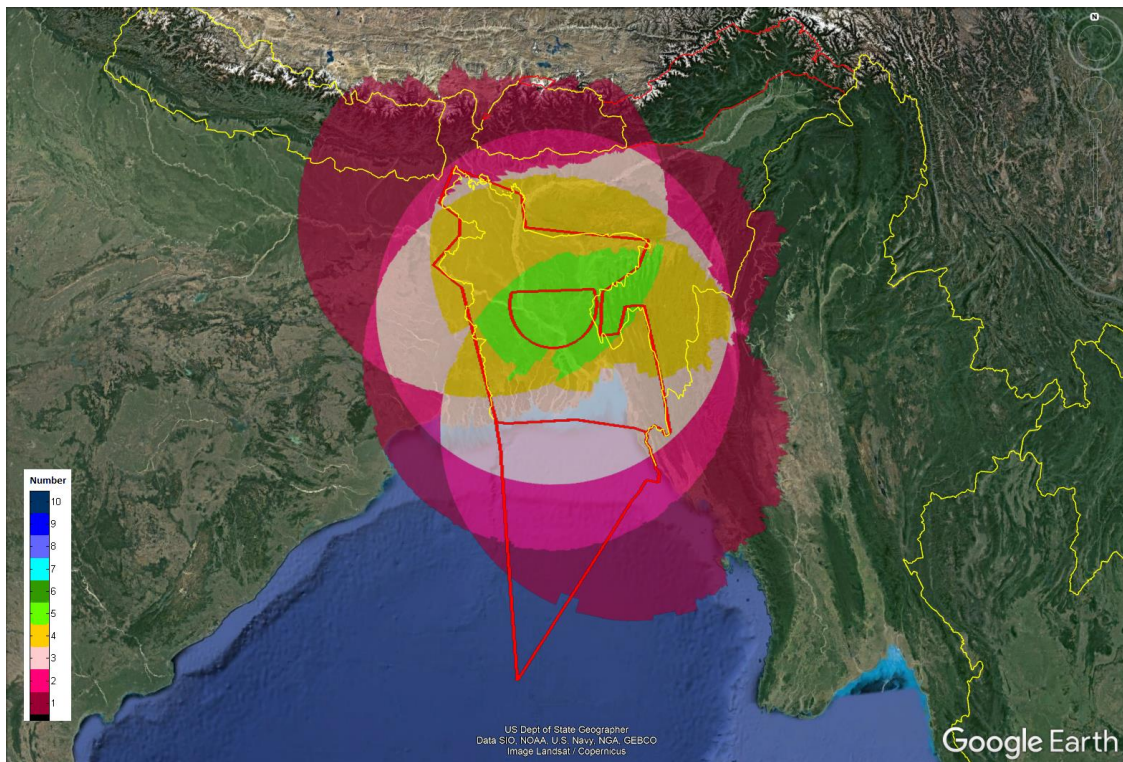 N
Number
10
9
8
7
6
5
4
3
2
1
US Dept of State Geographer
Data SIO, NOAA, U.S. Navy, NGA, GEBCO
Image Landsat / Copernicus
Google Earth